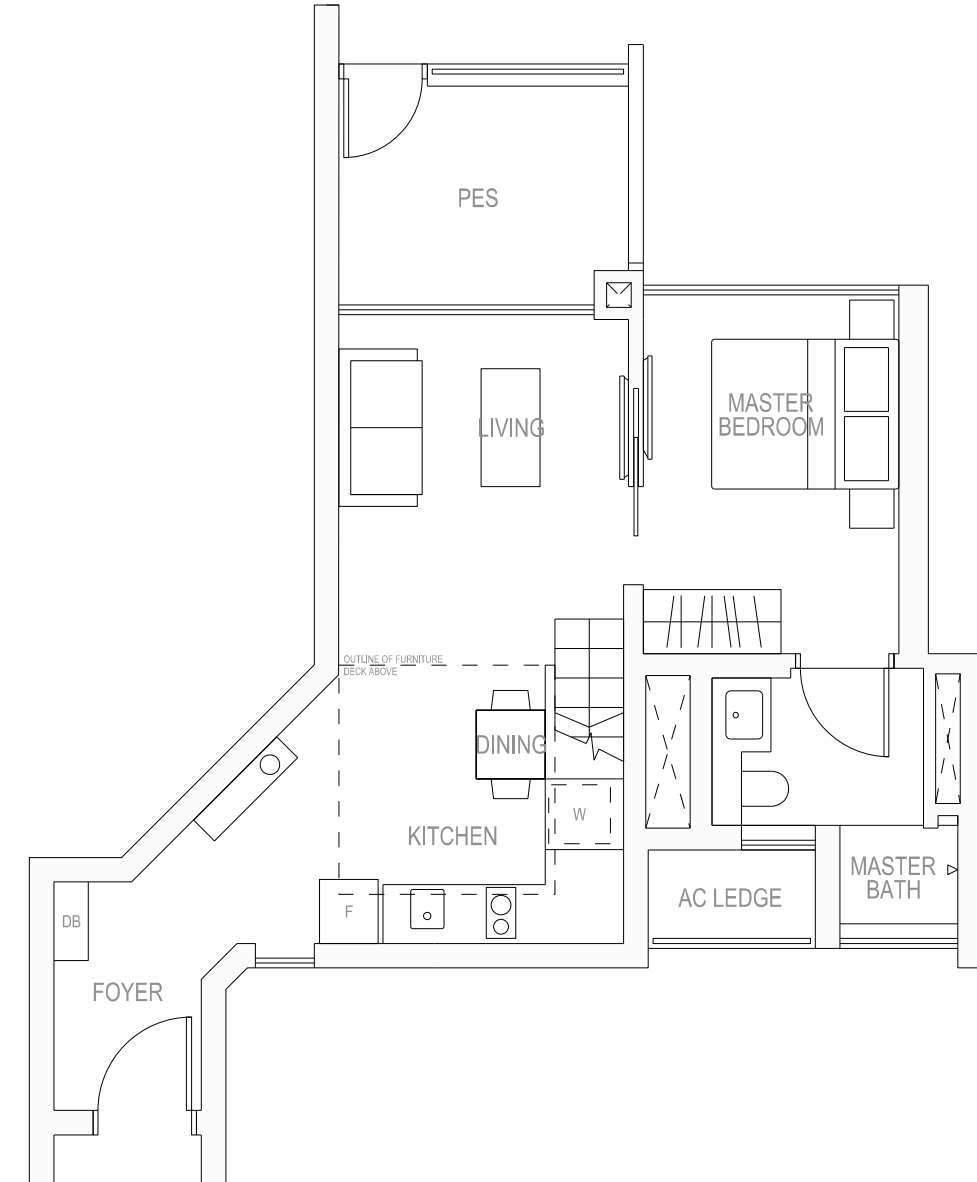 PES
LIVING
MASTER
BEDROOM
OUTLINE OF FURNITURE
DECK ABOVE
DINING
W
KITCHEN
MASTER
BATH
AC LEDGE
F
DB
FOYER